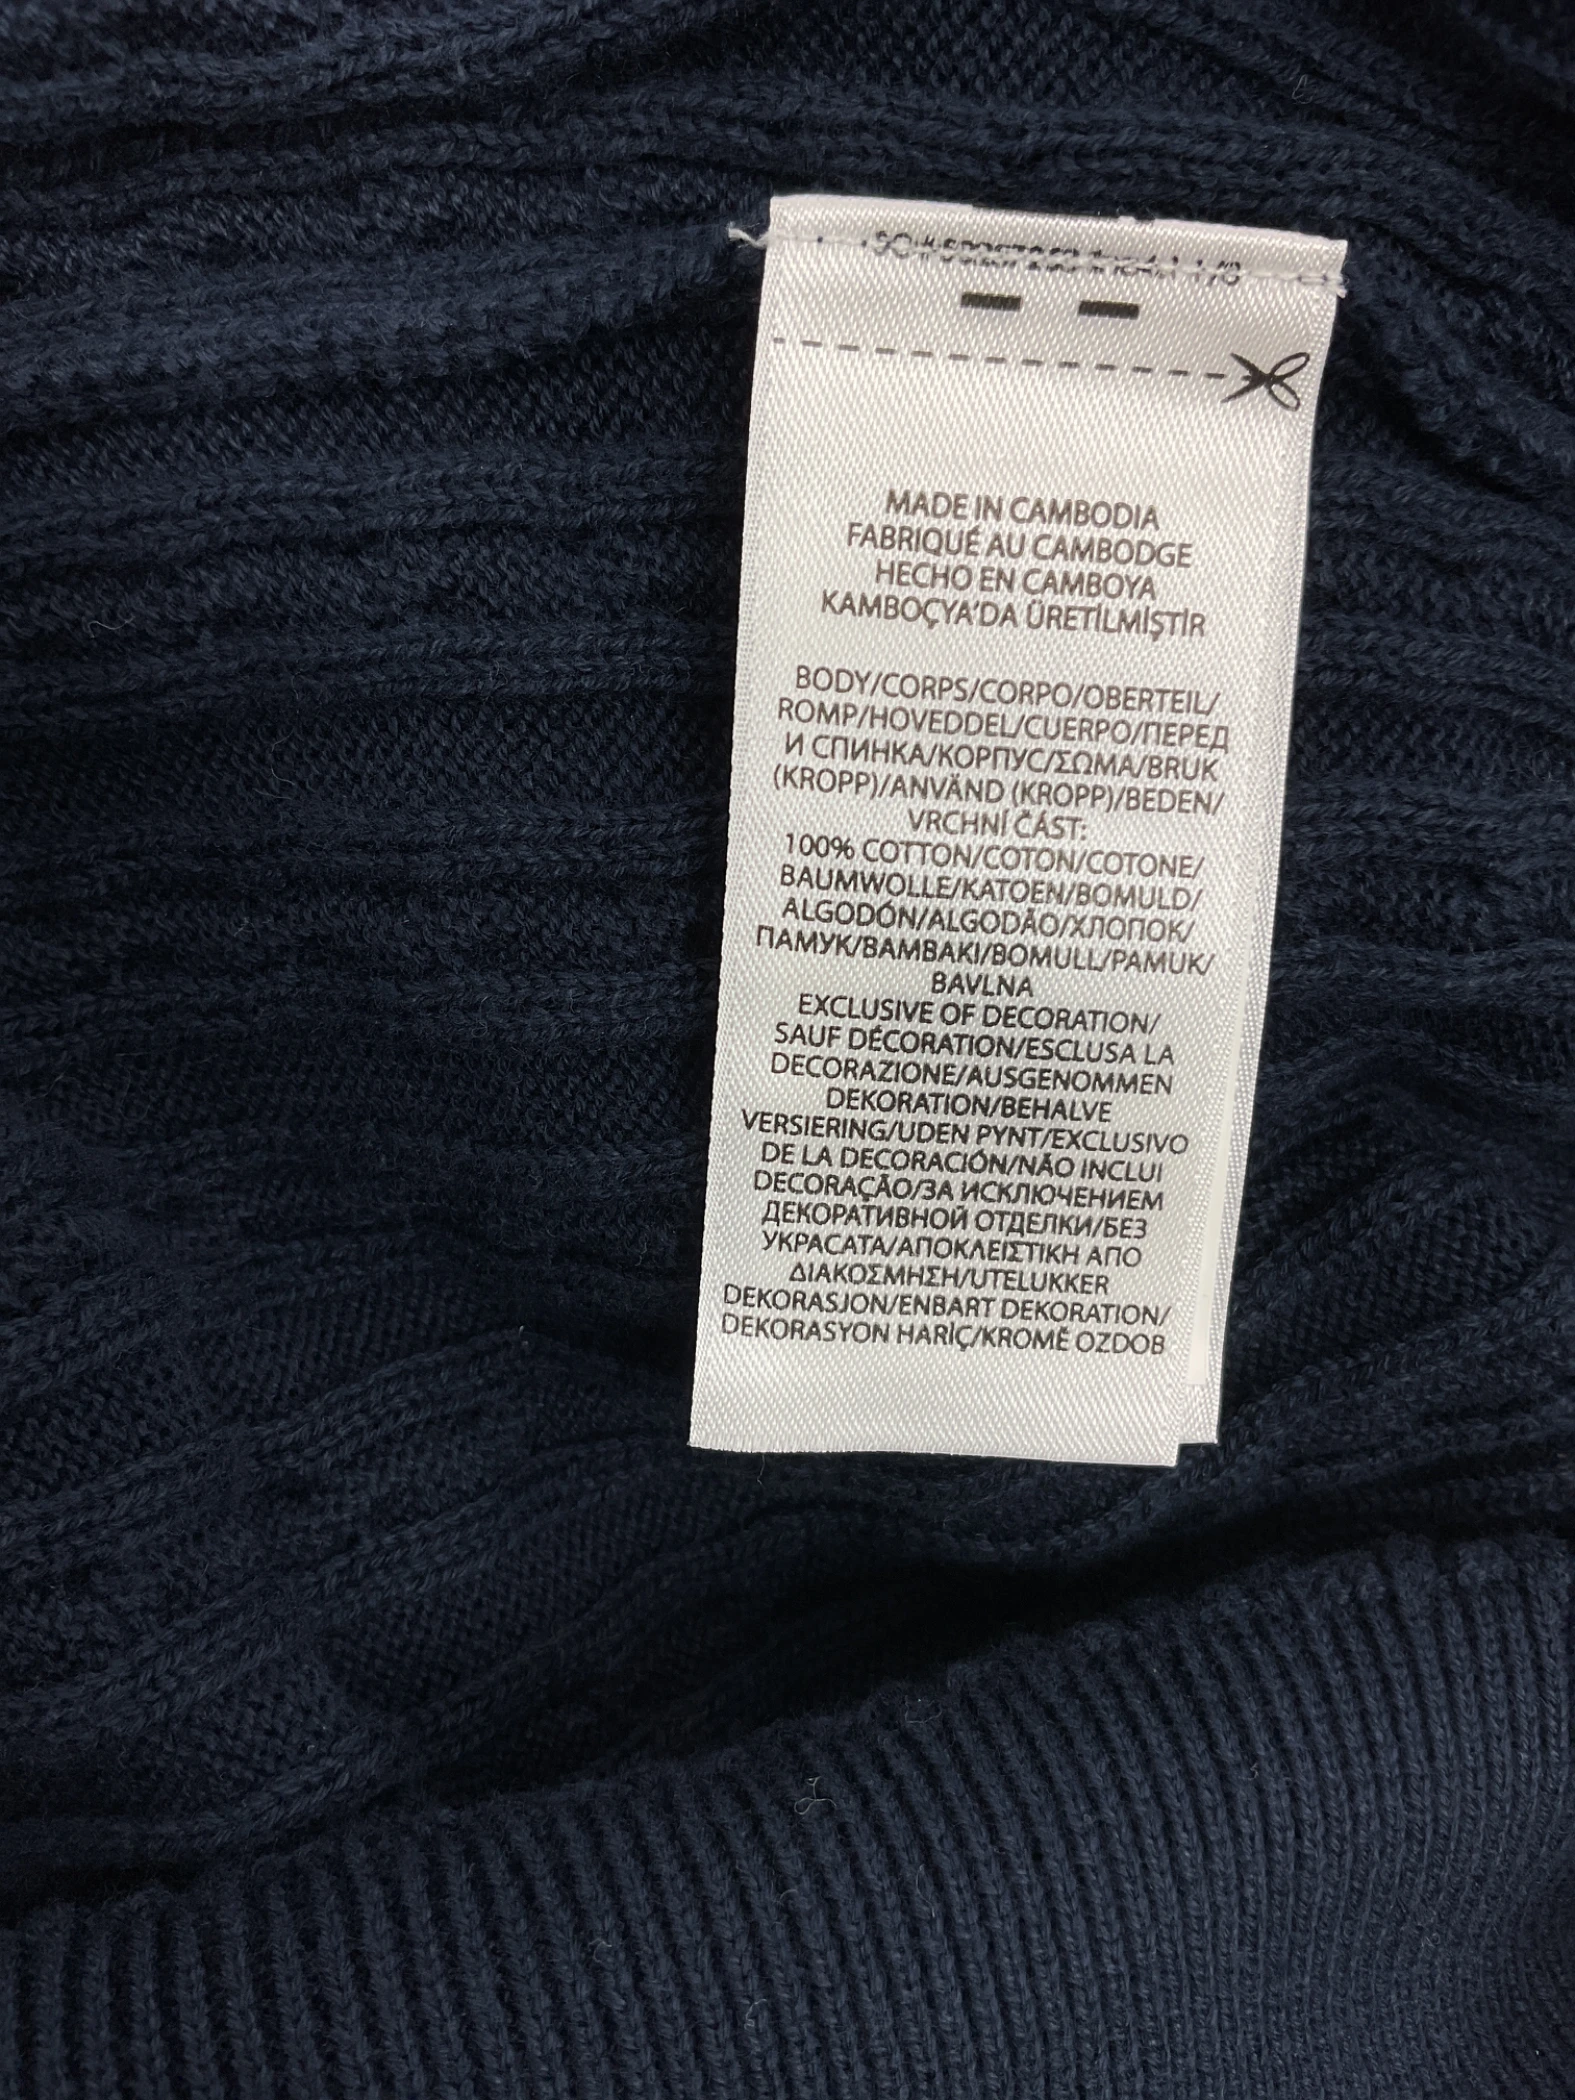 MADE IN CAMBODIA
FABRIQUÉ AU CAMBODGE
HECHO EN CAMBOYA
KAMBOÇYA'DA ÜRETİLMİŞTİR
BODY/CORPS/CORPO/OBERTEIL/
ROMP/HOVEDDEL/CUERPO/ПЕРЕД
И СПИНКА/КОРПУС/ΣΩΜΑ/BRUK
(KROPP)/ANVÄND (KROPP)/BEDEN/
VRCHNÍ ČÁST:
100% COTTON/COTON/COTONE/
BAUMWOLLE/KATOEN/BOMULD/
ALGODÓN/ALGODÃO/ХЛОПОК/
ПАМУК/BAMBAKI/BOMULL/PAMUK/
BAVLNA
EXCLUSIVE OF DECORATION/
SAUF DÉCORATION/ESCLUSA LA
DECORAZIONE/AUSGENOMMEN
DEKORATION/BEHALVE
VERSIERING/UDEN PYNT/EXCLUSIVO
DE LA DECORACIÓN/NÃO INCLUI
DECORAÇÃO/ЗА ИСКЛЮЧЕНИЕМ
ДЕКОРАТИВНОЙ ОТДЕЛКИ/БЕЗ
УКРАСАТА/ΑΠΟΚΛΕΙΣΤΙΚΗ ΑΠΟ
ΔΙΑΚΟΣΜΗΣΗ/UTELUKKER
DEKORASJON/ENBART DEKORATION/
DEKORASYON HARİÇ/KROMĚ OZDOB